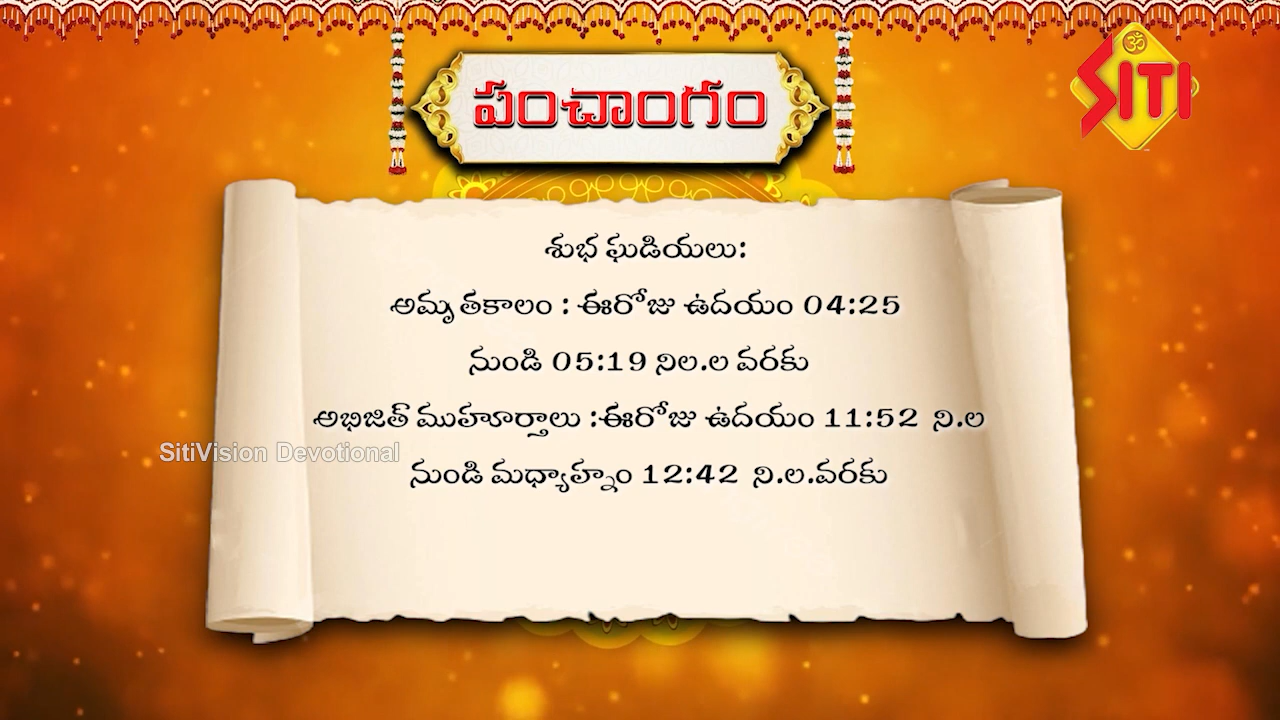 పంచాంగం
ॐ
SITI
శుభ ఘడియలు:
అమృతకాలం : ఈరోజు ఉదయం 04:25
నుండి 05:19 నిల.ల వరకు
అభిజిత్ ముహూర్తాలు :ఈరోజు ఉదయం 11:52 ని.ల
SitiVision Devotional
నుండి మధ్యాహ్నం 12:42 ని.ల.వరకు